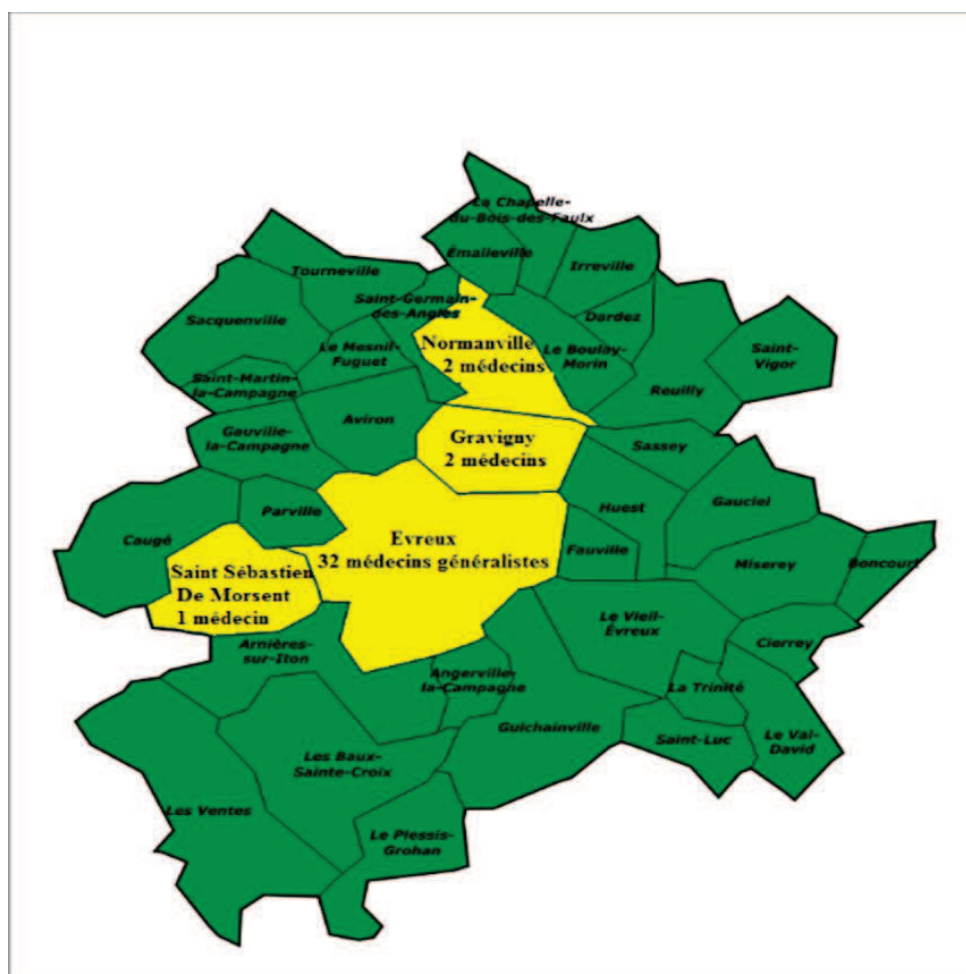 La Chapelle-
du-Bois-des-Faulx
Émalleville
Irreville
Tourneville
Saint-Germain-
des-Angles
Dardez
Sacquenville
Normanville
2 médecins
Le Mesnil-
Fuguet
Le Boulay-
Morin
Saint-
Vigor
Saint-Martin-
la-Campagne
Reuilly
Aviron
Gauville-
la-Campagne
Gravigny
2 médecins
Sassey
Gauciel
Parville
Huest
Caugé
Evreux
32 médecins généralistes
Fauville
Miserey
Boncourt
Saint Sébastien
De Morsent
1 médecin
Le Vieil-
Évreux
Cierrey
Arnières-
sur-Iton
Angerville-
la-Campagne
La Trinité
Guichainville
Saint-Luc
Le Val-
David
Les Baux-
Sainte-Croix
Les Ventes
Le Plessis-
Grohan